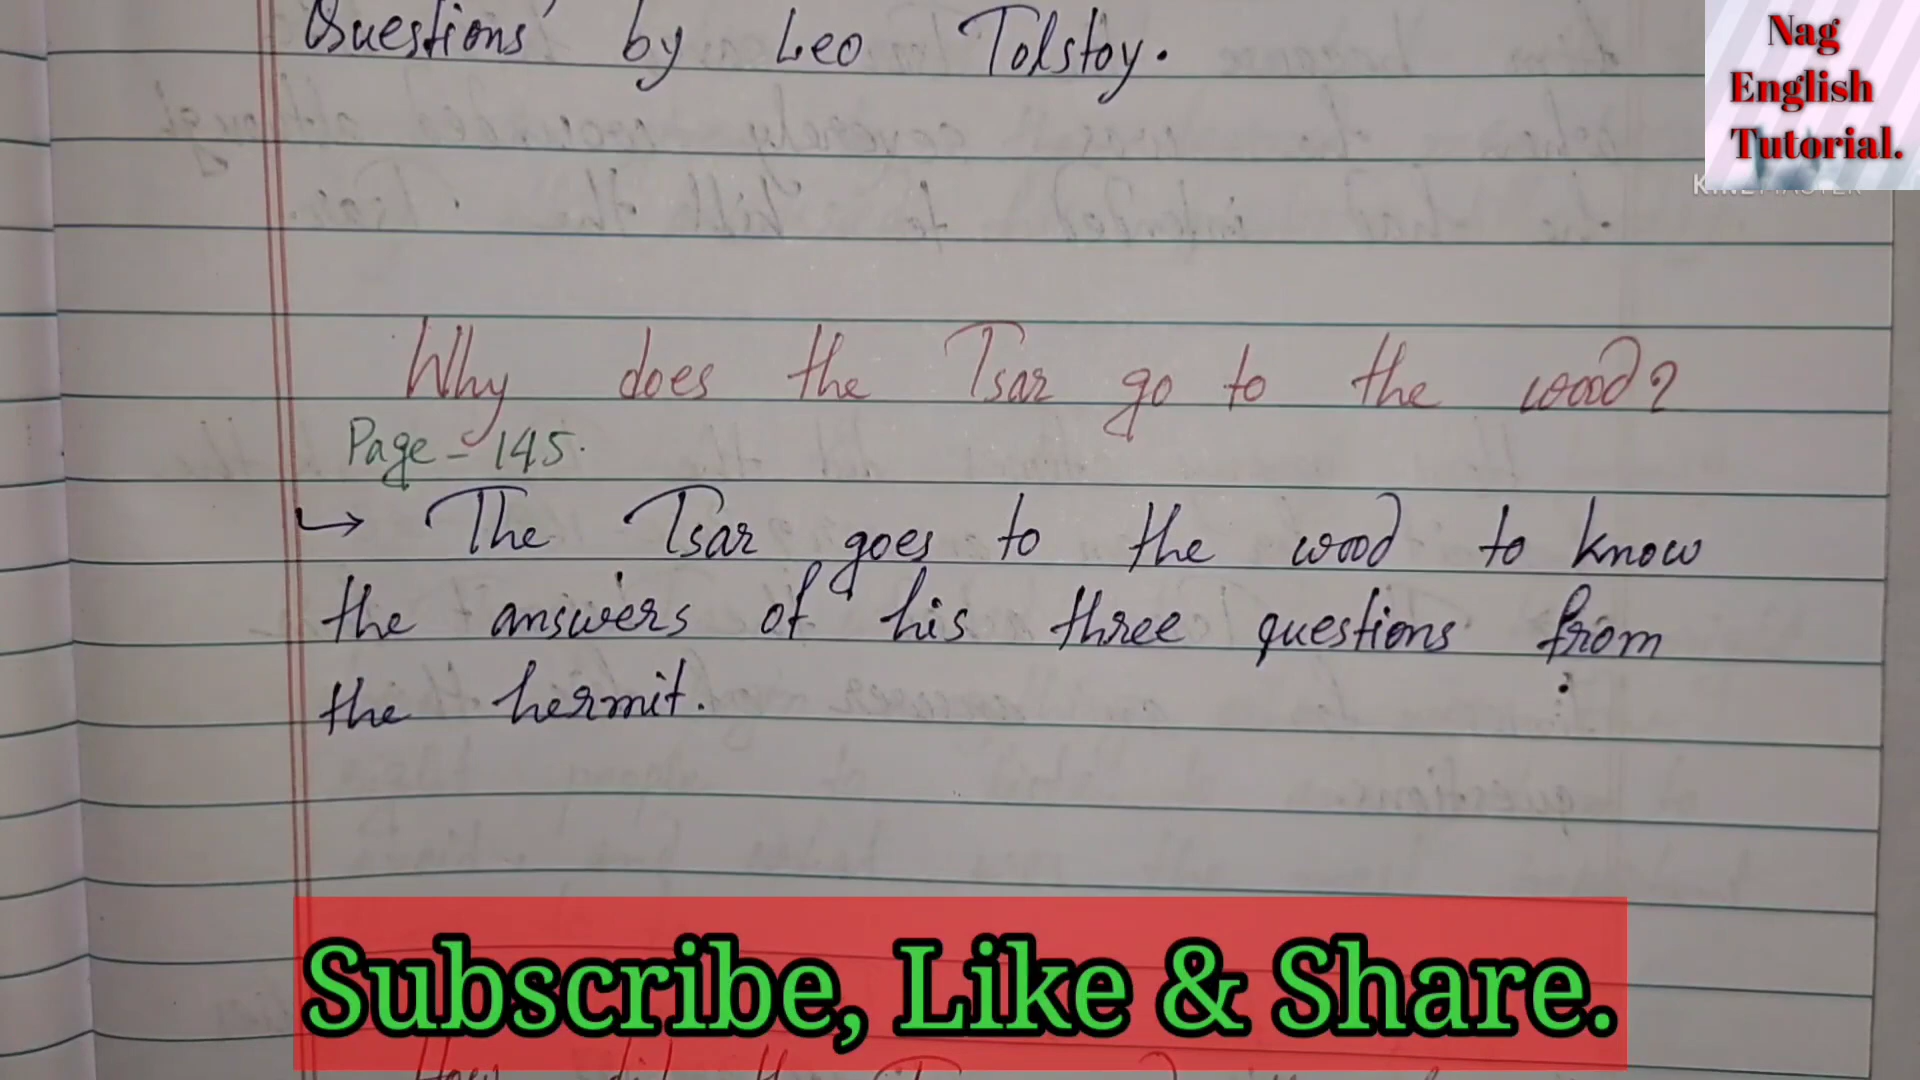 Questions' by Leo Tolstoy.
Nag
English
Tutorial.
KINEMASTER
Why does the Tsar go to the wood?
Page - 145.
→ The Tsar goes to the wood to know
the answers of his three questions from
the hermit.
Subscribe, Like & Share.